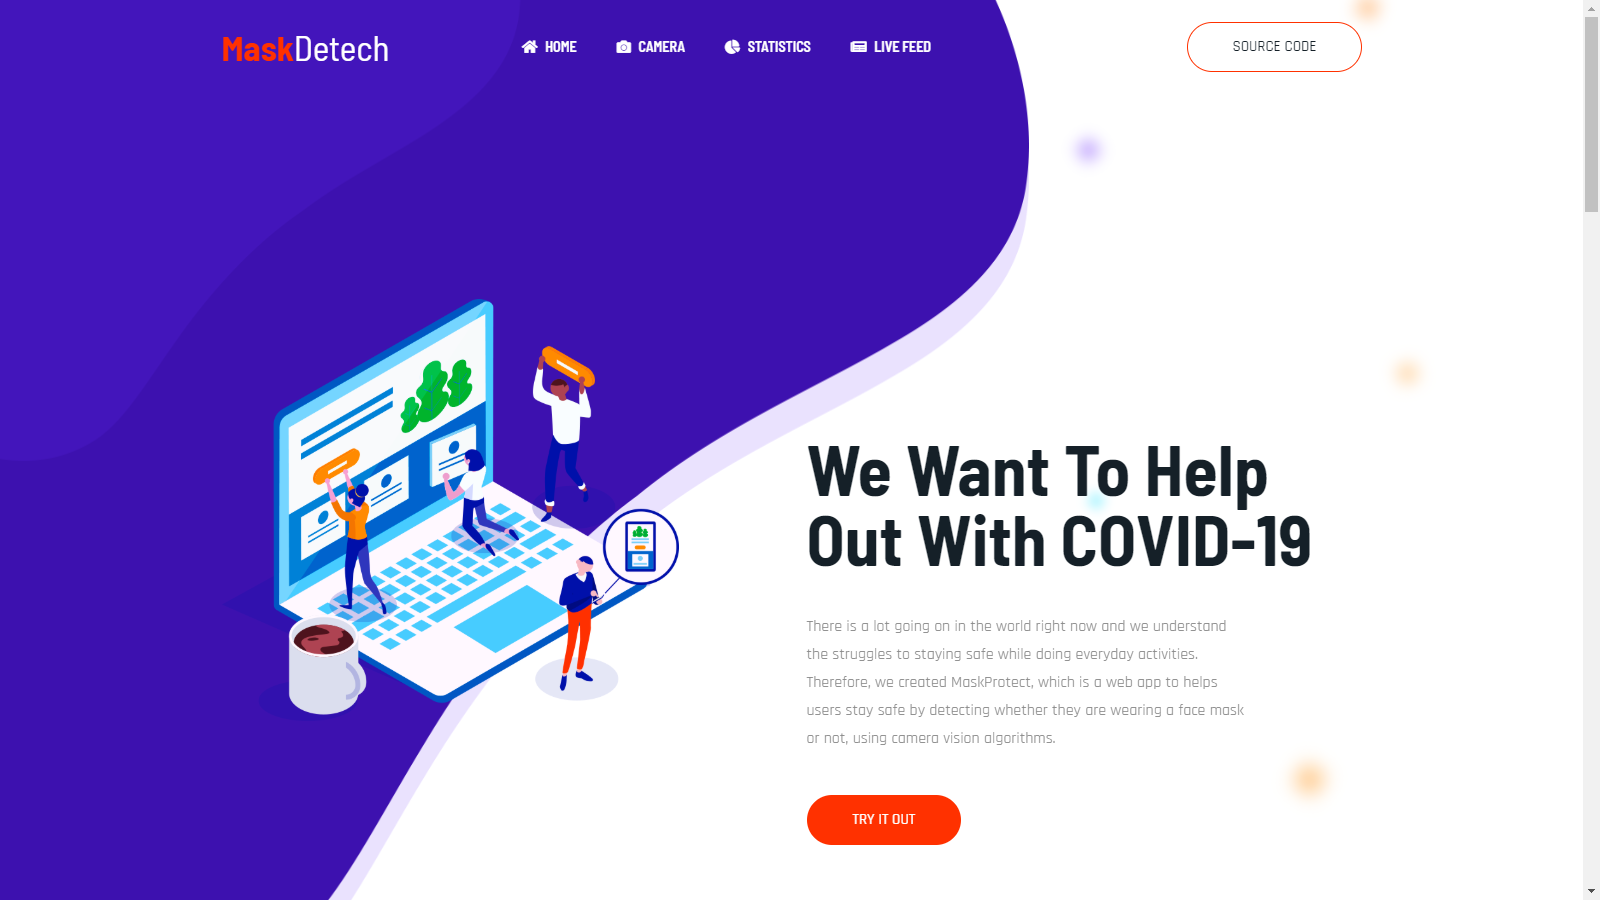 MaskDetech
HOME
CAMERA
STATISTICS
LIVE FEED
SOURCE CODE
We Want To Help
Out With COVID-19
There is a lot going on in the world right now and we understand
the struggles to staying safe while doing everyday activities.
Therefore, we created MaskProtect, which is a web app to helps
users stay safe by detecting whether they are wearing a face mask
or not, using camera vision algorithms.
TRY IT OUT